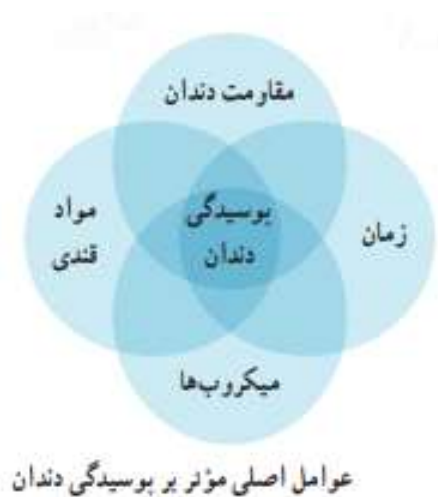 مقاومت دندان
مواد
قندی
پوسیدگی
دندان
زمان
میکروب‌ها
عوامل اصلی مؤثر بر پوسیدگی دندان